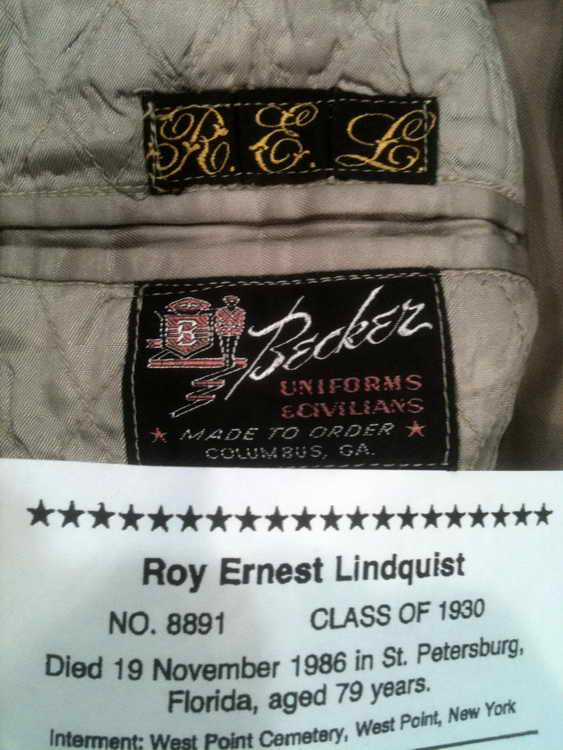 R. E. L.
B
Becker
UNIFORMS
& CIVILIANS
★ MADE TO ORDER ★
COLUMBUS, GA.
★★★★★★★★★★★★★★★★★★
Roy Ernest Lindquist
NO. 8891 CLASS OF 1930
Died 19 November 1986 in St. Petersburg,
Florida, aged 79 years.
Interment: West Point Cemetery, West Point, New York